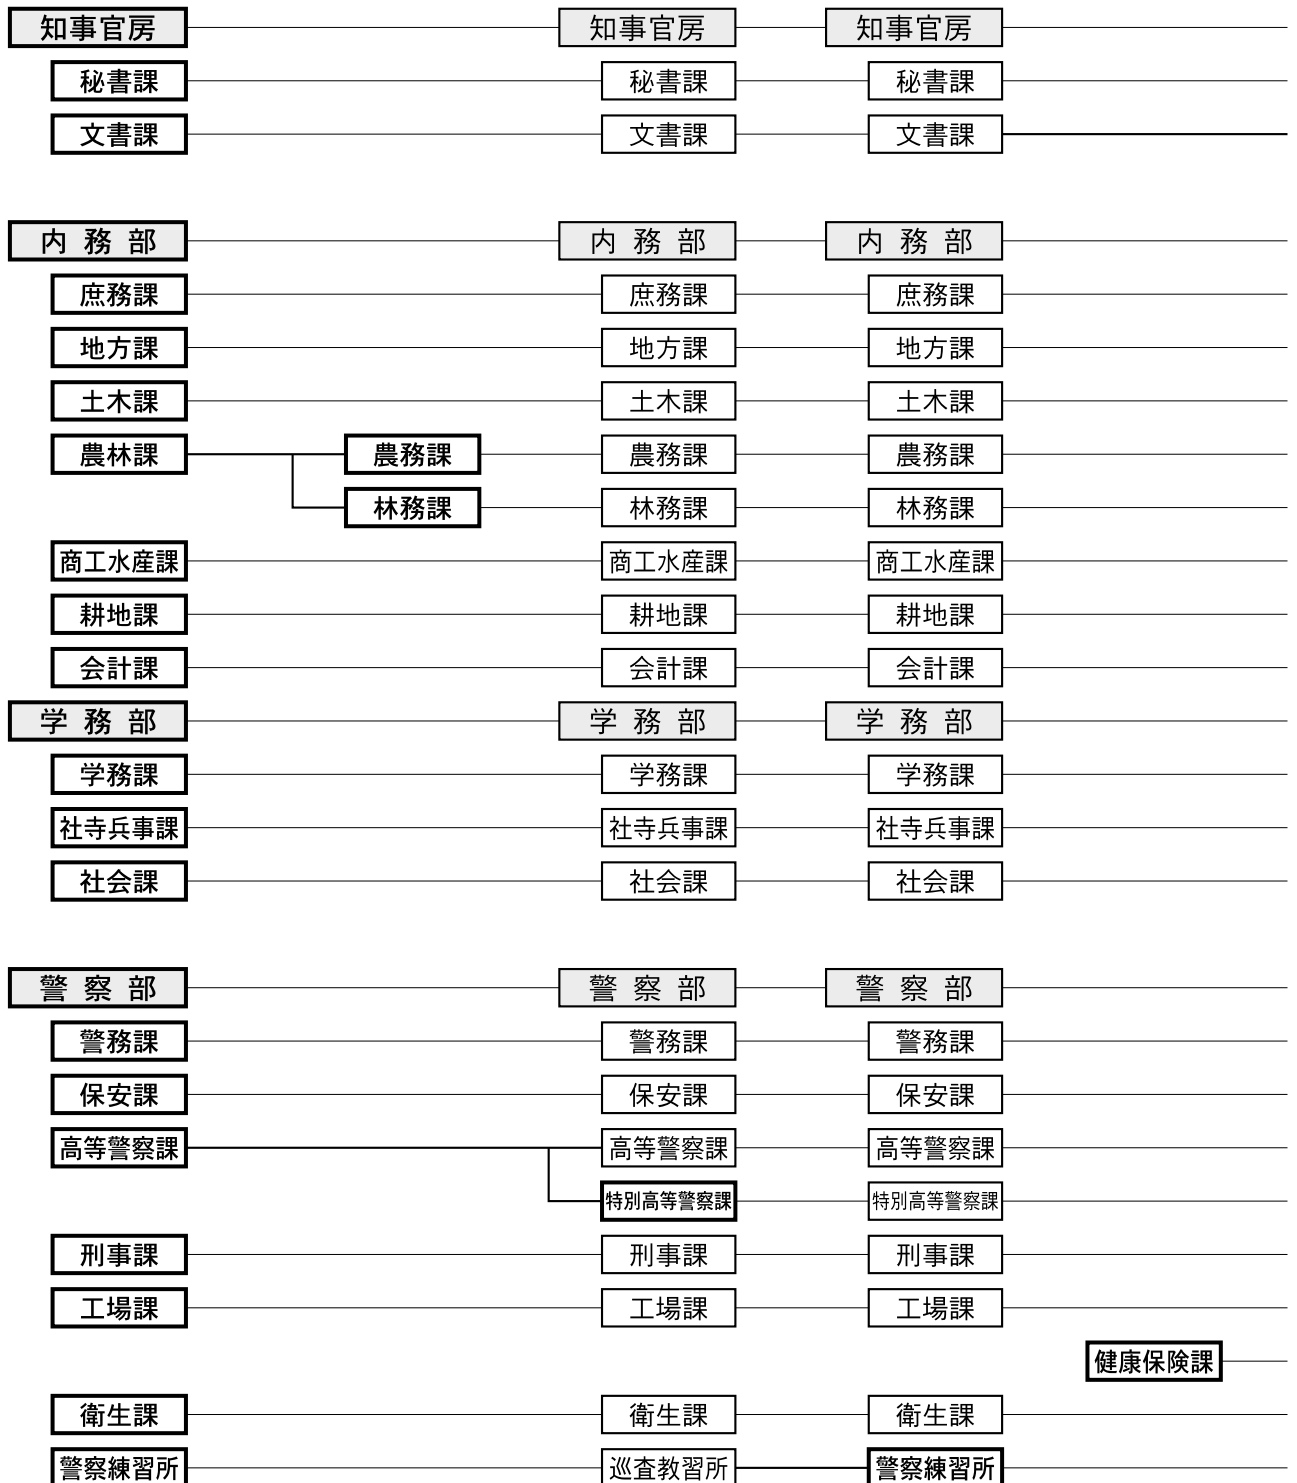 知事官房 知事官房 知事官房
秘書課 秘書課 秘書課
文書課 文書課 文書課
内務部 内務部 内務部
庶務課 庶務課 庶務課
地方課 地方課 地方課
土木課 土木課 土木課
農林課 農務課 農務課 農務課
林務課 林務課 林務課
商工水産課 商工水産課 商工水産課
耕地課 耕地課 耕地課
会計課 会計課 会計課
学務部 学務部 学務部
学務課 学務課 学務課
社寺兵事課 社寺兵事課 社寺兵事課
社会課 社会課 社会課
警察部 警察部 警察部
警務課 警務課 警務課
保安課 保安課 保安課
高等警察課 高等警察課 高等警察課
特別高等警察課 特別高等警察課
刑事課 刑事課 刑事課
工場課 工場課 工場課
健康保険課
衛生課 衛生課 衛生課
警察練習所 巡査教習所 警察練習所